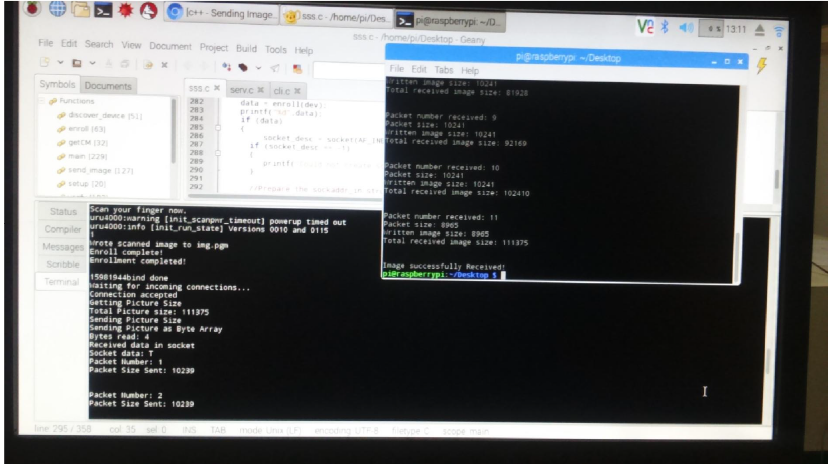 [c++ - Sending Image...
sss.c - /home/pi/Des...
pi@raspberrypi: ~/D...
13:11
sss.c - /home/pi/Desktop - Geany
File Edit Search View Document Project Build Tools Help
Symbols Documents
Functions
discover_device [51]
enroll [63]
getCM [32]
main [229]
send_image [127]
setup [20]
sss.c serv.c cli.c
282 data = enroll(dev);
283
284 if (data)
285 {
286 socket_desc = socket(AF_IN
287 if (socket_desc == -1)
288 {
289 printf(
290 }
291
292 //Prepare the sockaddr_in str
pi@raspberrypi: ~/Desktop
File Edit Tabs Help
Written image size: 10241
Total received image size: 81928
Packet number received: 9
Packet size: 10241
Written image size: 10241
Total received image size: 92169
Packet number received: 10
Packet size: 10241
Written image size: 10241
Total received image size: 102410
Packet number received: 11
Packet size: 8965
Written image size: 8965
Total received image size: 111375
Image successfully Received!
pi@raspberrypi:~/Desktop $
Status
Compiler
Messages
Scribble
Terminal
Scan your finger now.
uru4000:warning [init_scanpwr_timeout] powerup timed out
uru4000:info [init_run_state] Versions 0010 and 0115
1
Wrote scanned image to img.pgm
Enroll complete!
Enrollment completed!
15981944bind done
Waiting for incoming connections...
Connection accepted
Getting Picture Size
Total Picture size: 111375
Sending Picture Size
Sending Picture as Byte Array
Bytes read: 4
Received data in socket
Socket data: T
Packet Number: 1
Packet Size Sent: 10239
Packet Number: 2
Packet Size Sent: 10239
line: 295 / 358 col: 35 sel: 0 INS TAB mode: Unix (LF) encoding: UTF-8 filetype: C scope: main